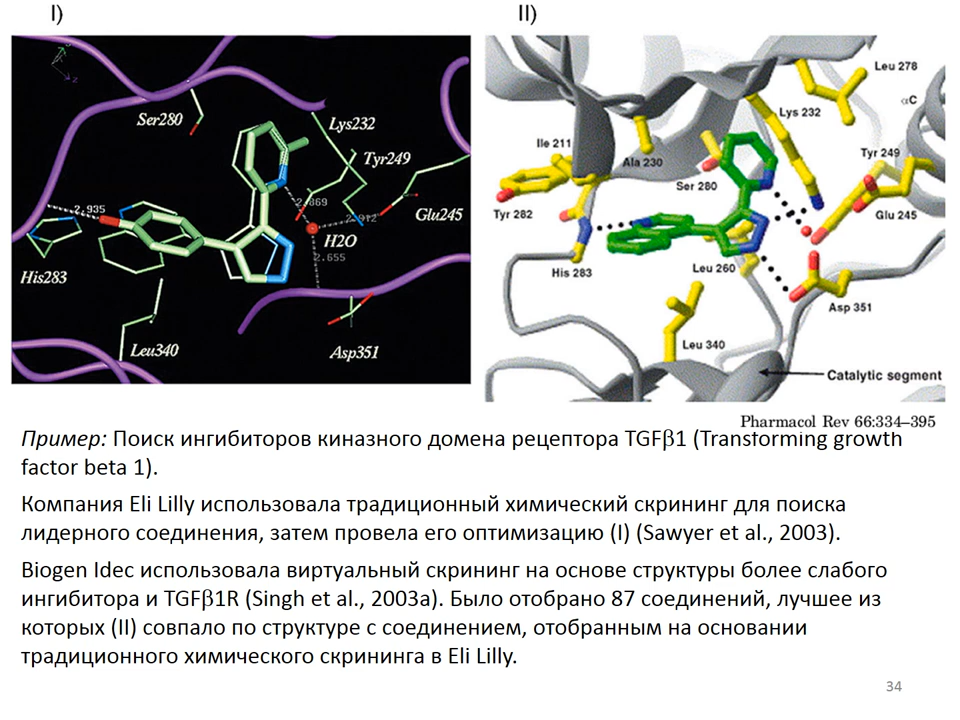 I)
II)
Ser280
Lys232
Tyr249
Glu245
2.869
2.912
H2O
2.655
2.935
His283
Leu340
Asp351
Leu 278
Lys 232
αC
Ile 211
Ala 230
Tyr 249
Ser 280
Glu 245
Tyr 282
His 283
Leu 260
Asp 351
Leu 340
Catalytic segment
Pharmacol Rev 66:334–395
Пример: Поиск ингибиторов киназного домена рецептора TGFβ1 (Transforming growth
factor beta 1).
Компания Eli Lilly использовала традиционный химический скрининг для поиска
лидерного соединения, затем провела его оптимизацию (I) (Sawyer et al., 2003).
Biogen Idec использовала виртуальный скрининг на основе структуры более слабого
ингибитора и TGFβ1R (Singh et al., 2003a). Было отобрано 87 соединений, лучшее из
которых (II) совпало по структуре с соединением, отобранным на основании
традиционного химического скрининга в Eli Lilly.
34